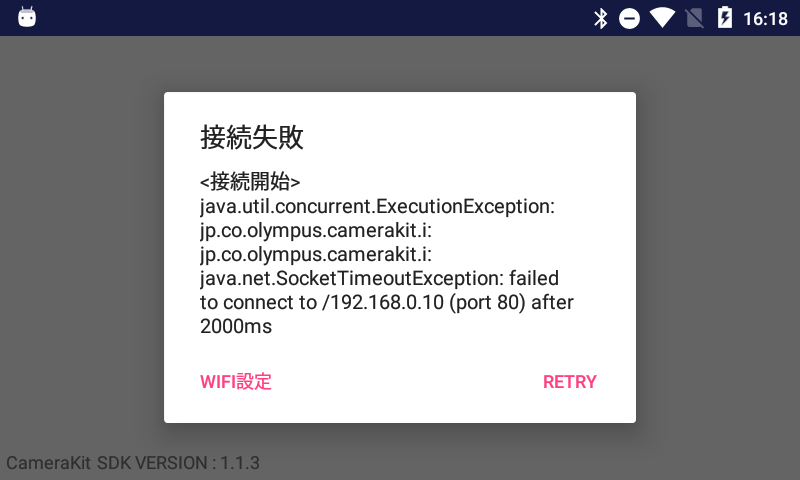 16:18
接続失敗
<接続開始>
java.util.concurrent.ExecutionException:
jp.co.olympus.camerakit.i:
jp.co.olympus.camerakit.i:
java.net.SocketTimeoutException: failed
to connect to /192.168.0.10 (port 80) after
2000ms
WIFI設定
RETRY
CameraKit SDK VERSION : 1.1.3